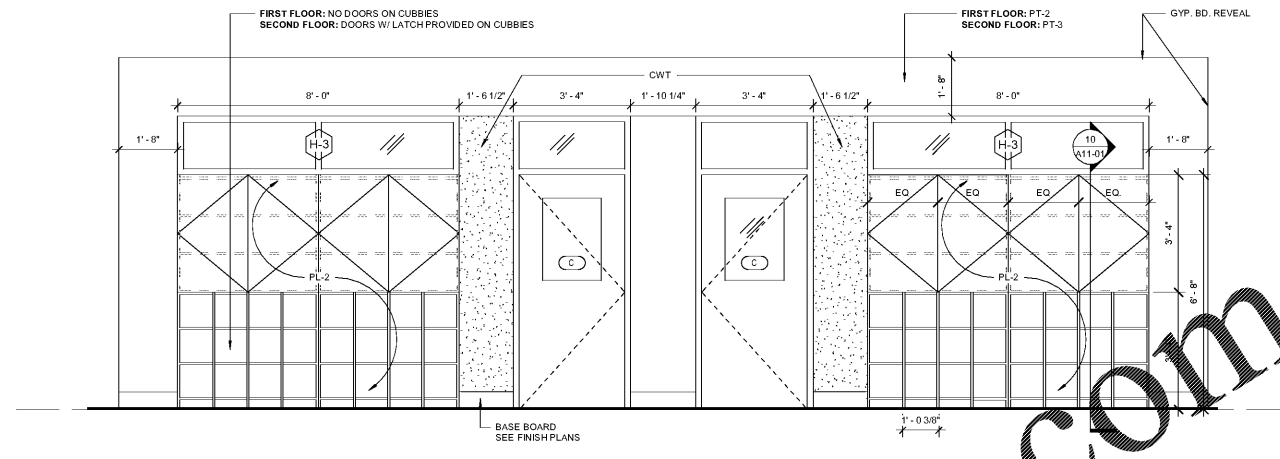 FIRST FLOOR: NO DOORS ON CUBBIES
SECOND FLOOR: DOORS W/ LATCH PROVIDED ON CUBBIES
FIRST FLOOR: PT-2
SECOND FLOOR: PT-3
GYP. BD. REVEAL
CWT
1' - 8"
8' - 0"
1' - 6 1/2"
3' - 4"
1' - 10 1/4"
3' - 4"
1' - 6 1/2"
8' - 0"
1' - 8"
H-3
H-3
10
A11-01
1' - 8"
EQ
EQ
EQ
EQ.
3' - 4"
C
C
PL-2
PL-2
6' - 8"
1' - 0 3/8"
BASE BOARD
SEE FINISH PLANS
com